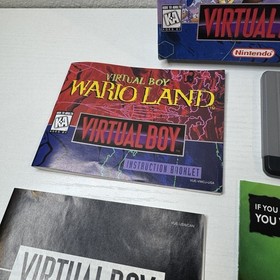 VIRTUAL
Nintendo
K-A
VIRTUAL BOY
WARIO LAND
K-A
VIRTUAL BOY
INSTRUCTION BOOKLET
IF YOU
YOU
VIRTUAL BOY